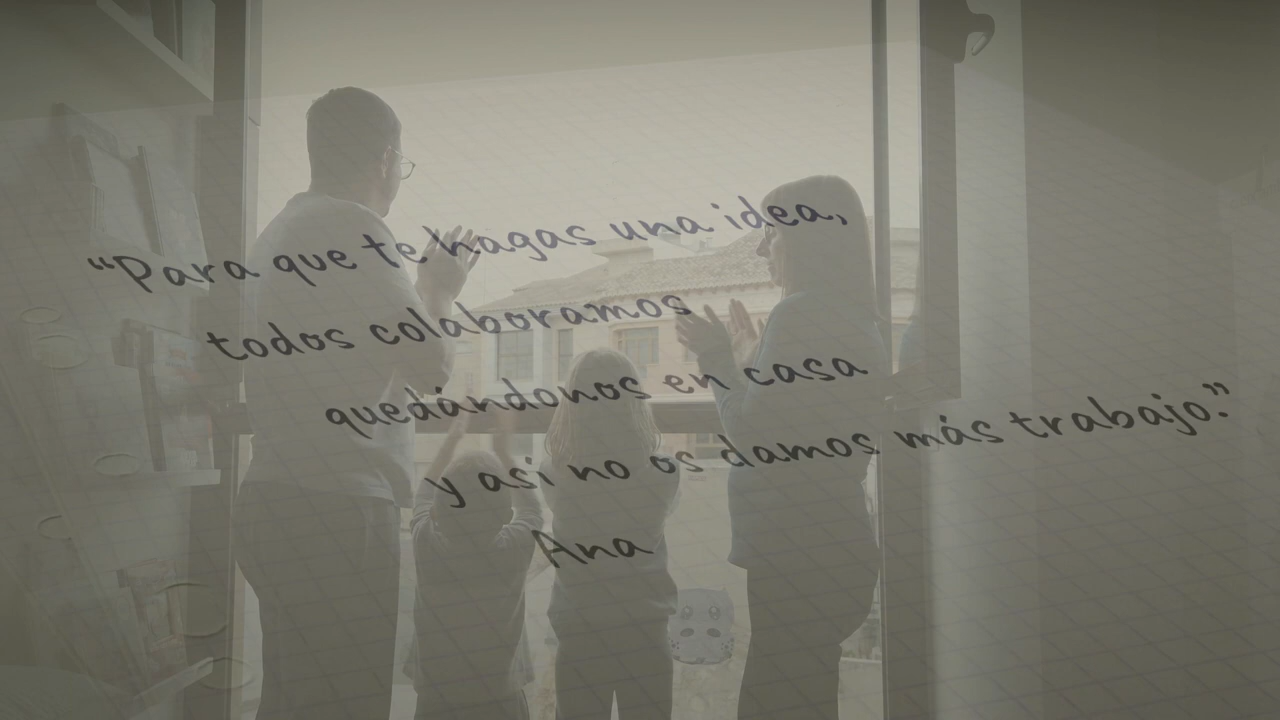 “Para que te hagas una idea,
todos colaboramos
quedándonos en casa
y así no os damos más trabajo.”
Ana